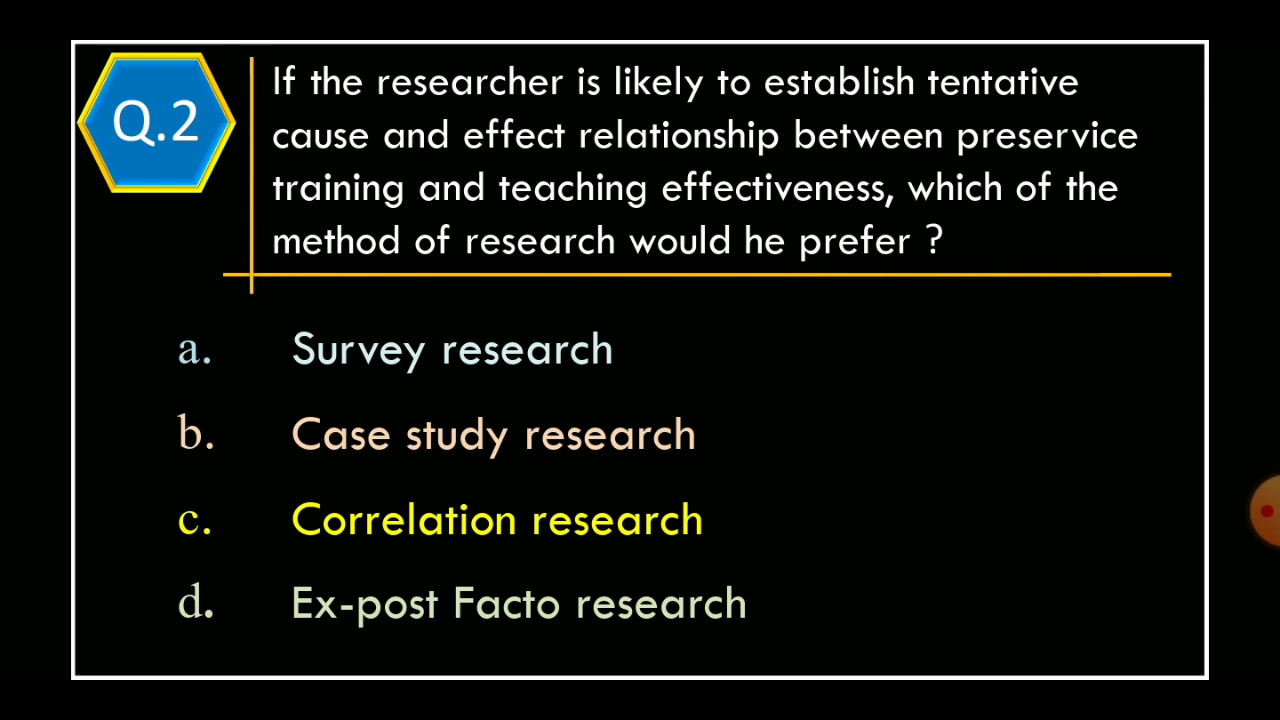 Q.2
If the researcher is likely to establish tentative
cause and effect relationship between preservice
training and teaching effectiveness, which of the
method of research would he prefer ?
a. Survey research
b. Case study research
c. Correlation research
d. Ex-post Facto research